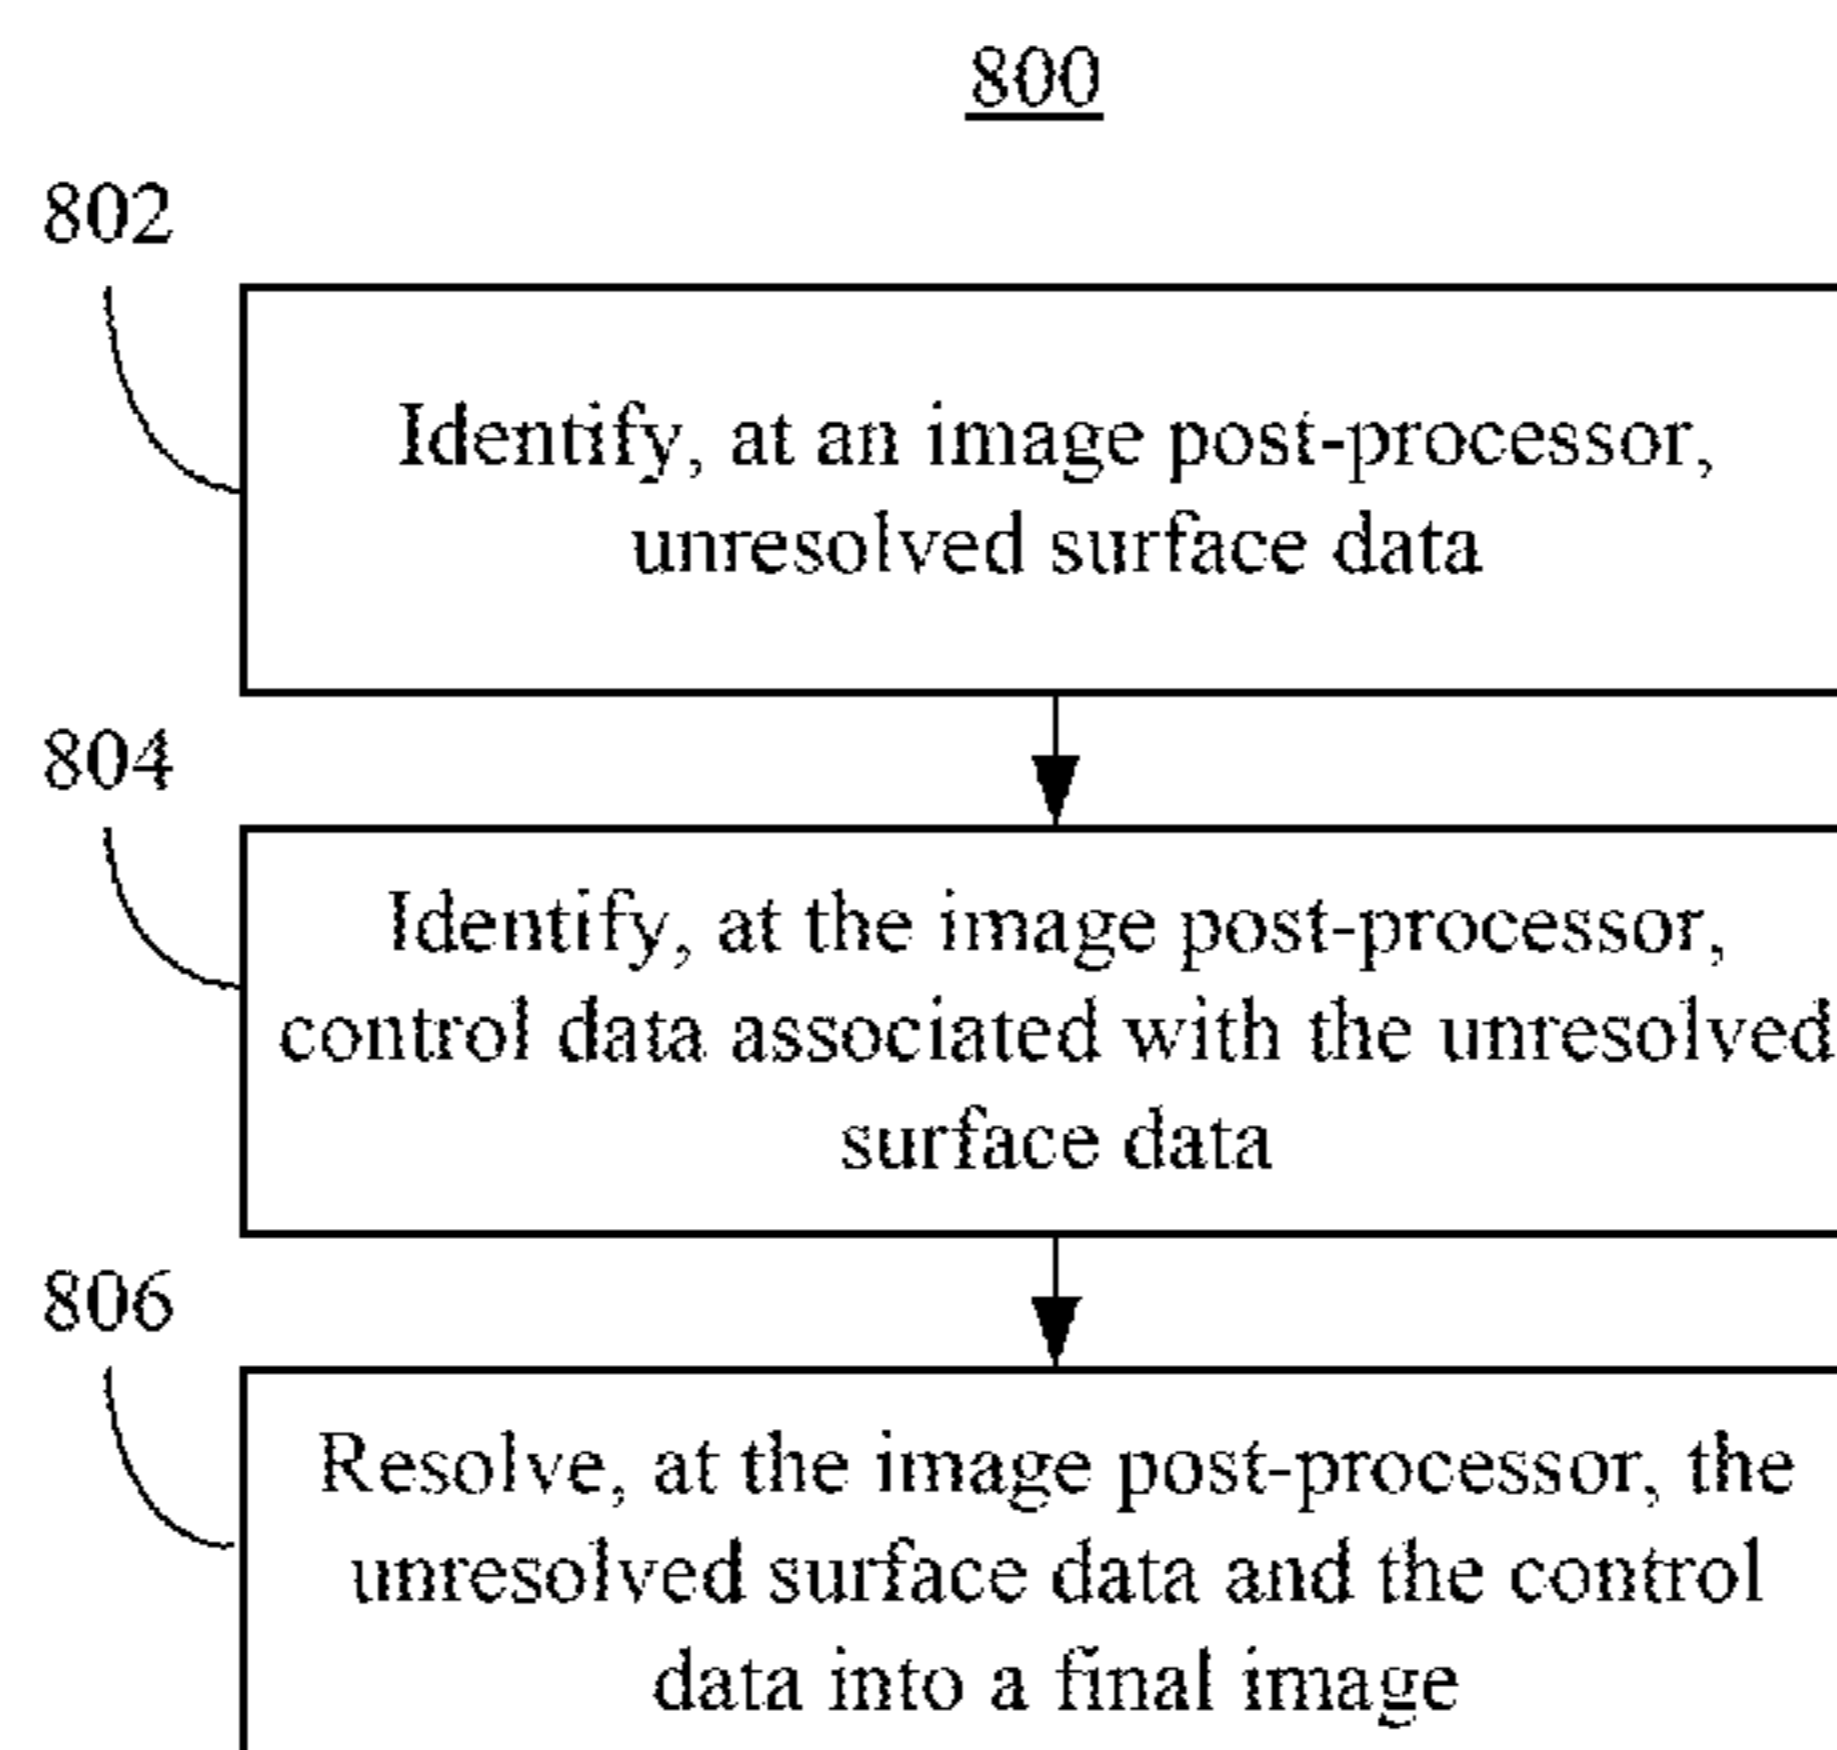 800
802
Identify, at an image post-processor,
unresolved surface data
804
Identify, at the image post-processor,
control data associated with the unresolved
surface data
806
Resolve, at the image post-processor, the
unresolved surface data and the control
data into a final image